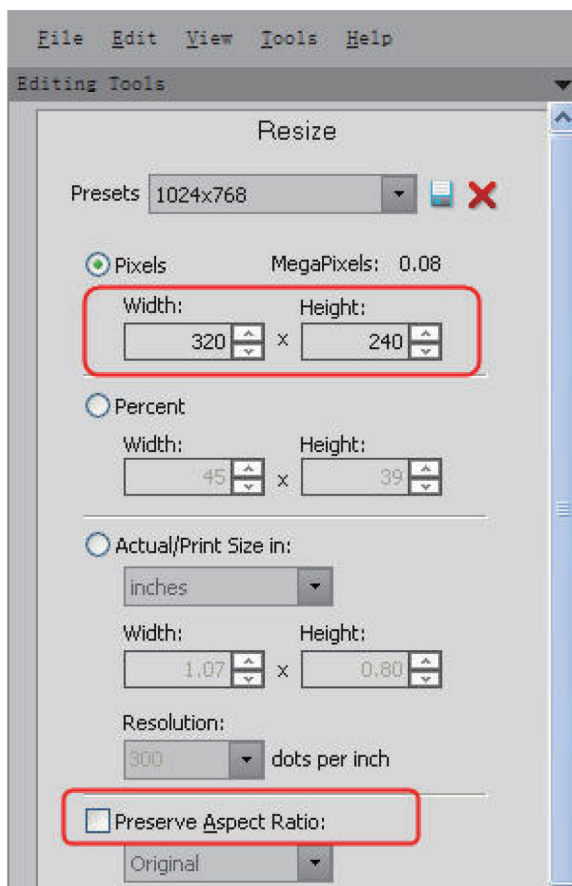 File Edit View Tools Help
Editing Tools
Resize
Presets 1024x768
Pixels MegaPixels: 0.08
Width: Height:
320 x 240
Percent
Width: Height:
45 x 39
Actual/Print Size in:
inches
Width: Height:
1.07 x 0.80
Resolution:
300 dots per inch
Preserve Aspect Ratio:
Original